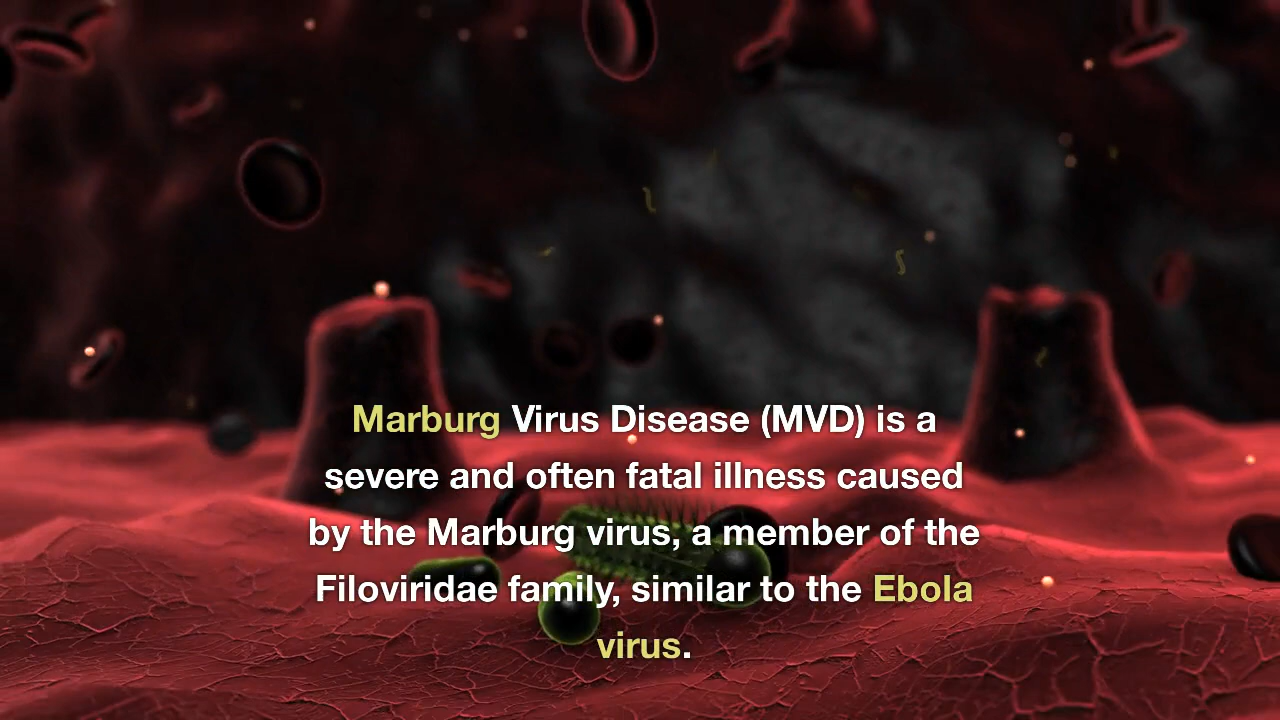 Marburg Virus Disease (MVD) is a
severe and often fatal illness caused
by the Marburg virus, a member of the
Filoviridae family, similar to the Ebola
virus.